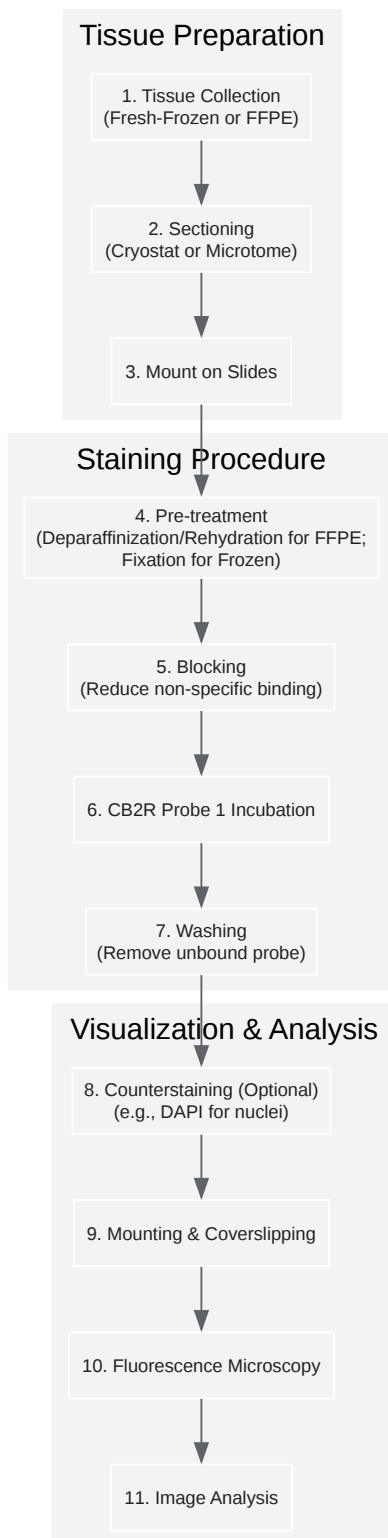 Tissue Preparation
1. Tissue Collection
(Fresh-Frozen or FFPE)
2. Sectioning
(Cryostat or Microtome)
3. Mount on Slides
Staining Procedure
4. Pre-treatment
(Deparaffinization/Rehydration for FFPE;
Fixation for Frozen)
5. Blocking
(Reduce non-specific binding)
6. CB2R Probe 1 Incubation
7. Washing
(Remove unbound probe)
Visualization & Analysis
8. Counterstaining (Optional)
(e.g., DAPI for nuclei)
9. Mounting & Coverslipping
10. Fluorescence Microscopy
11. Image Analysis